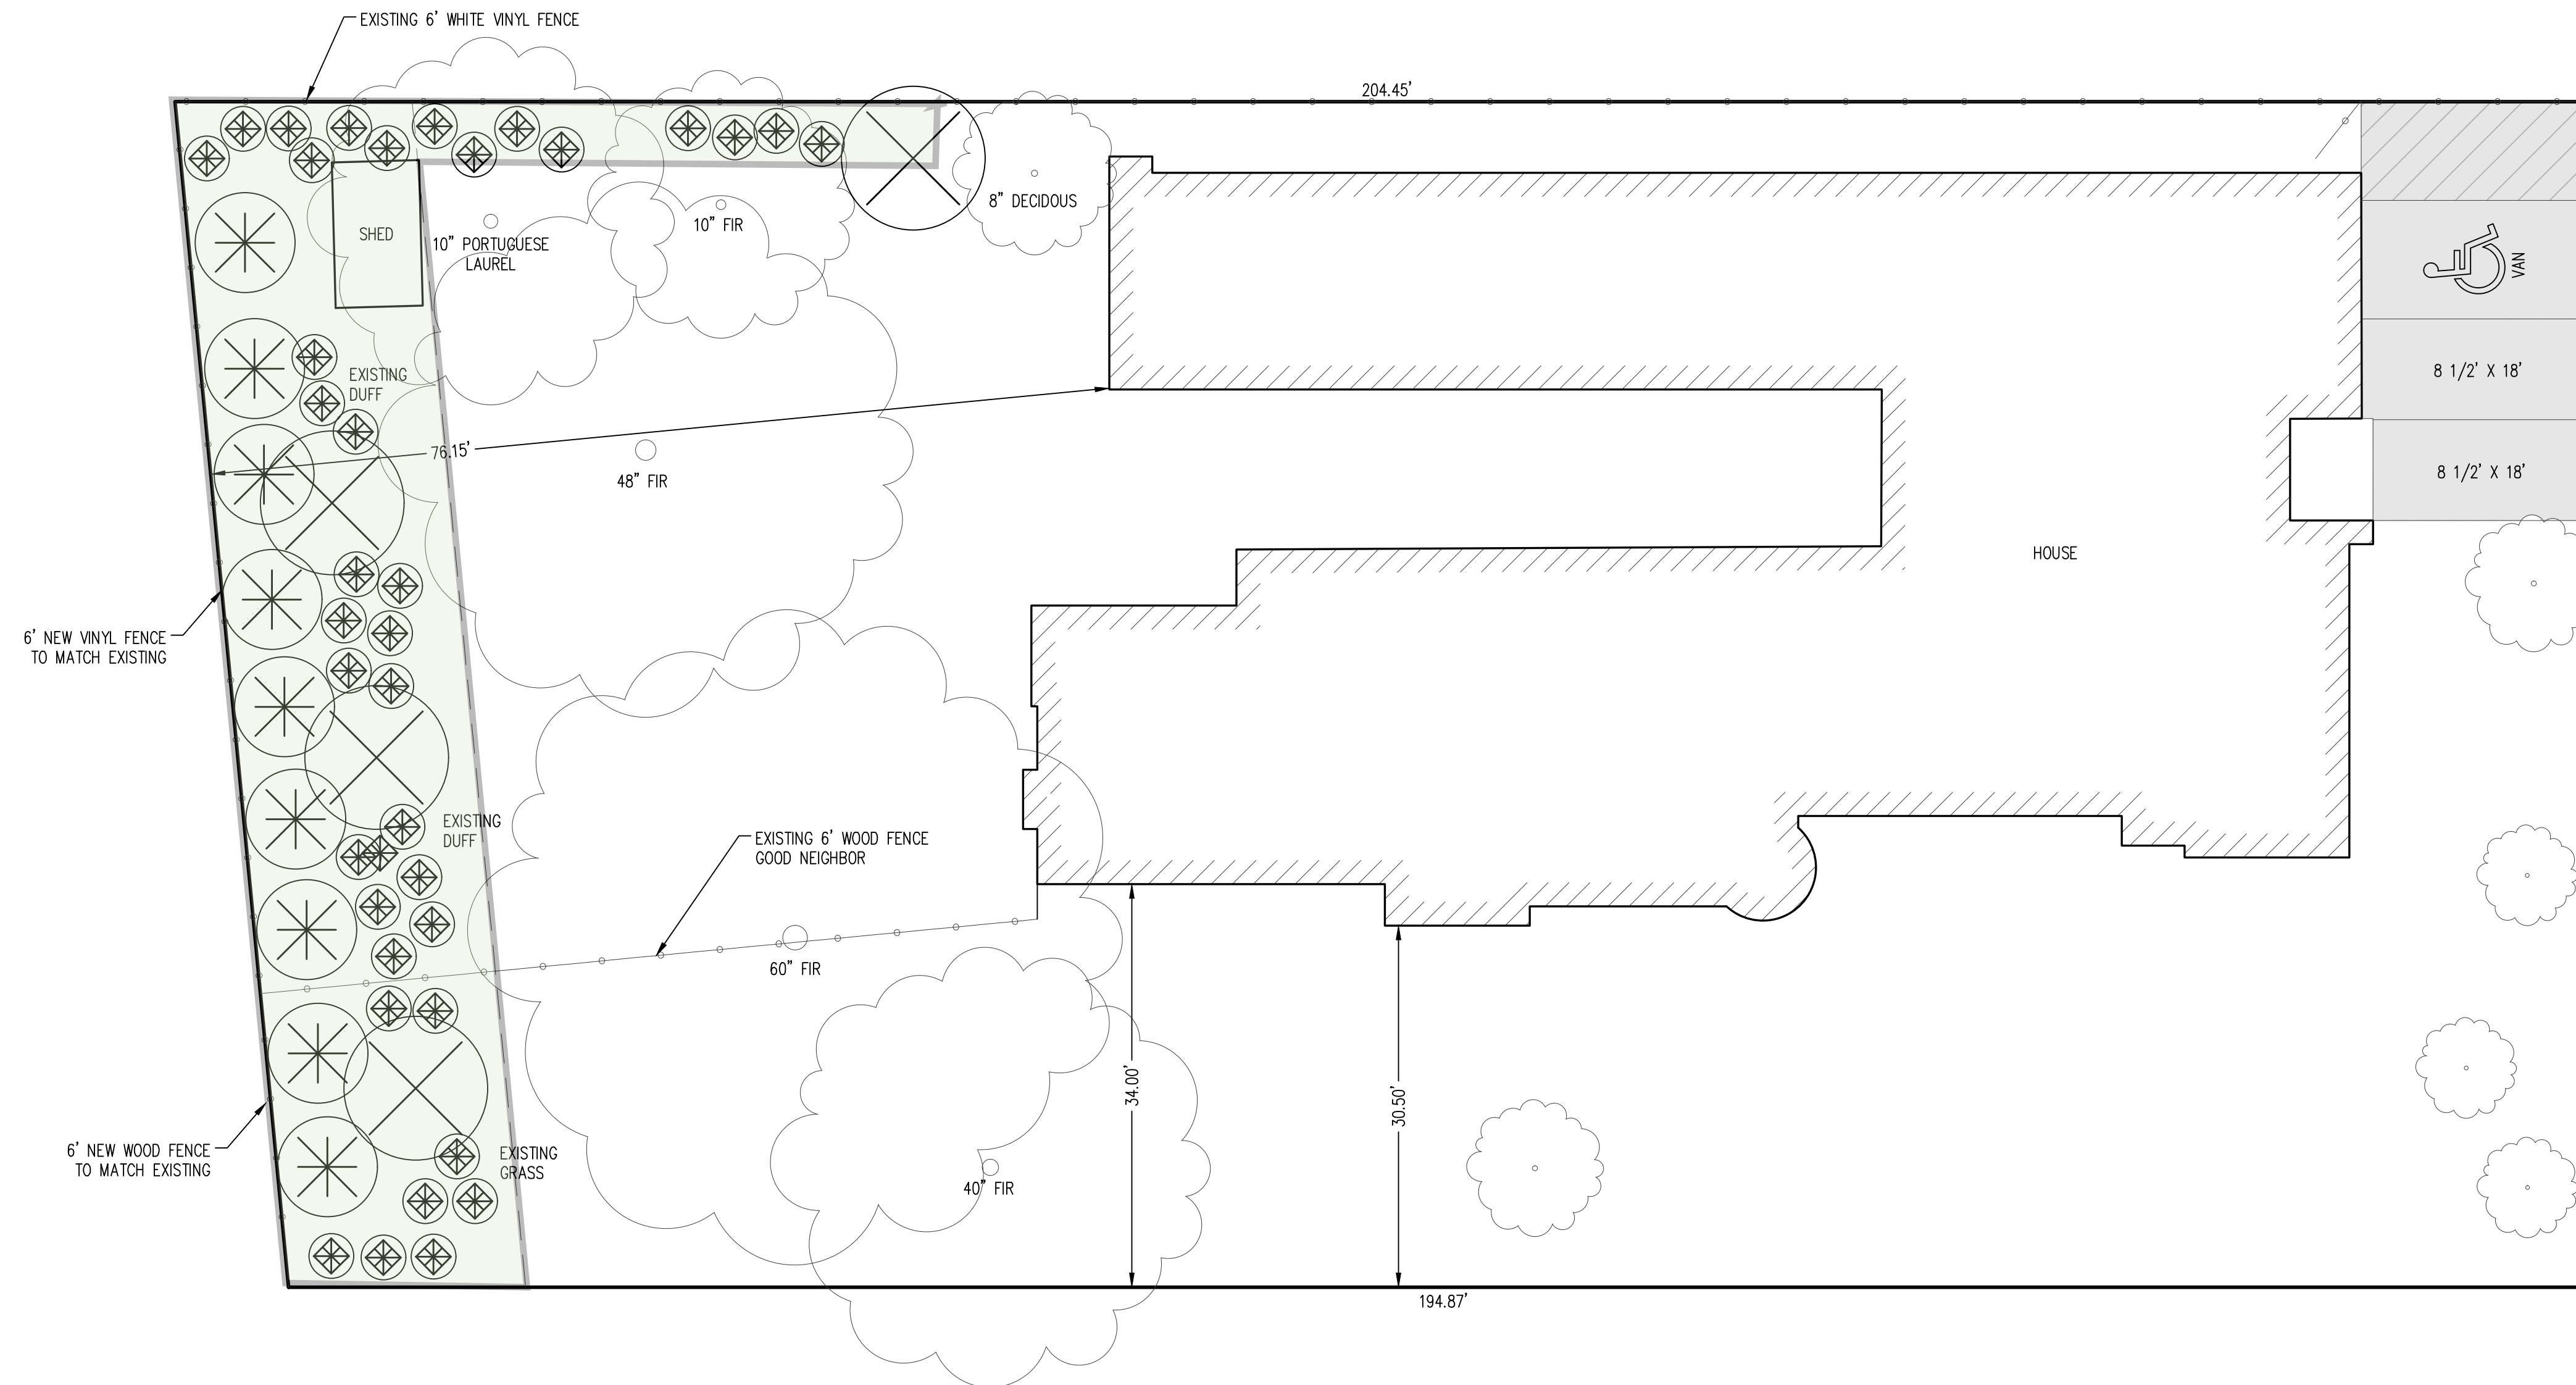 EXISTING 6' WHITE VINYL FENCE
204.45'
8" DECIDOUS
10" FIR
SHED
10" PORTUGUESE
LAUREL
VAN
EXISTING
DUFF
8 1/2' X 18'
76.15'
48" FIR
8 1/2' X 18'
HOUSE
6' NEW VINYL FENCE
TO MATCH EXISTING
EXISTING
DUFF
EXISTING 6' WOOD FENCE
GOOD NEIGHBOR
60" FIR
34.00'
30.50'
6' NEW WOOD FENCE
TO MATCH EXISTING
EXISTING
GRASS
40" FIR
194.87'